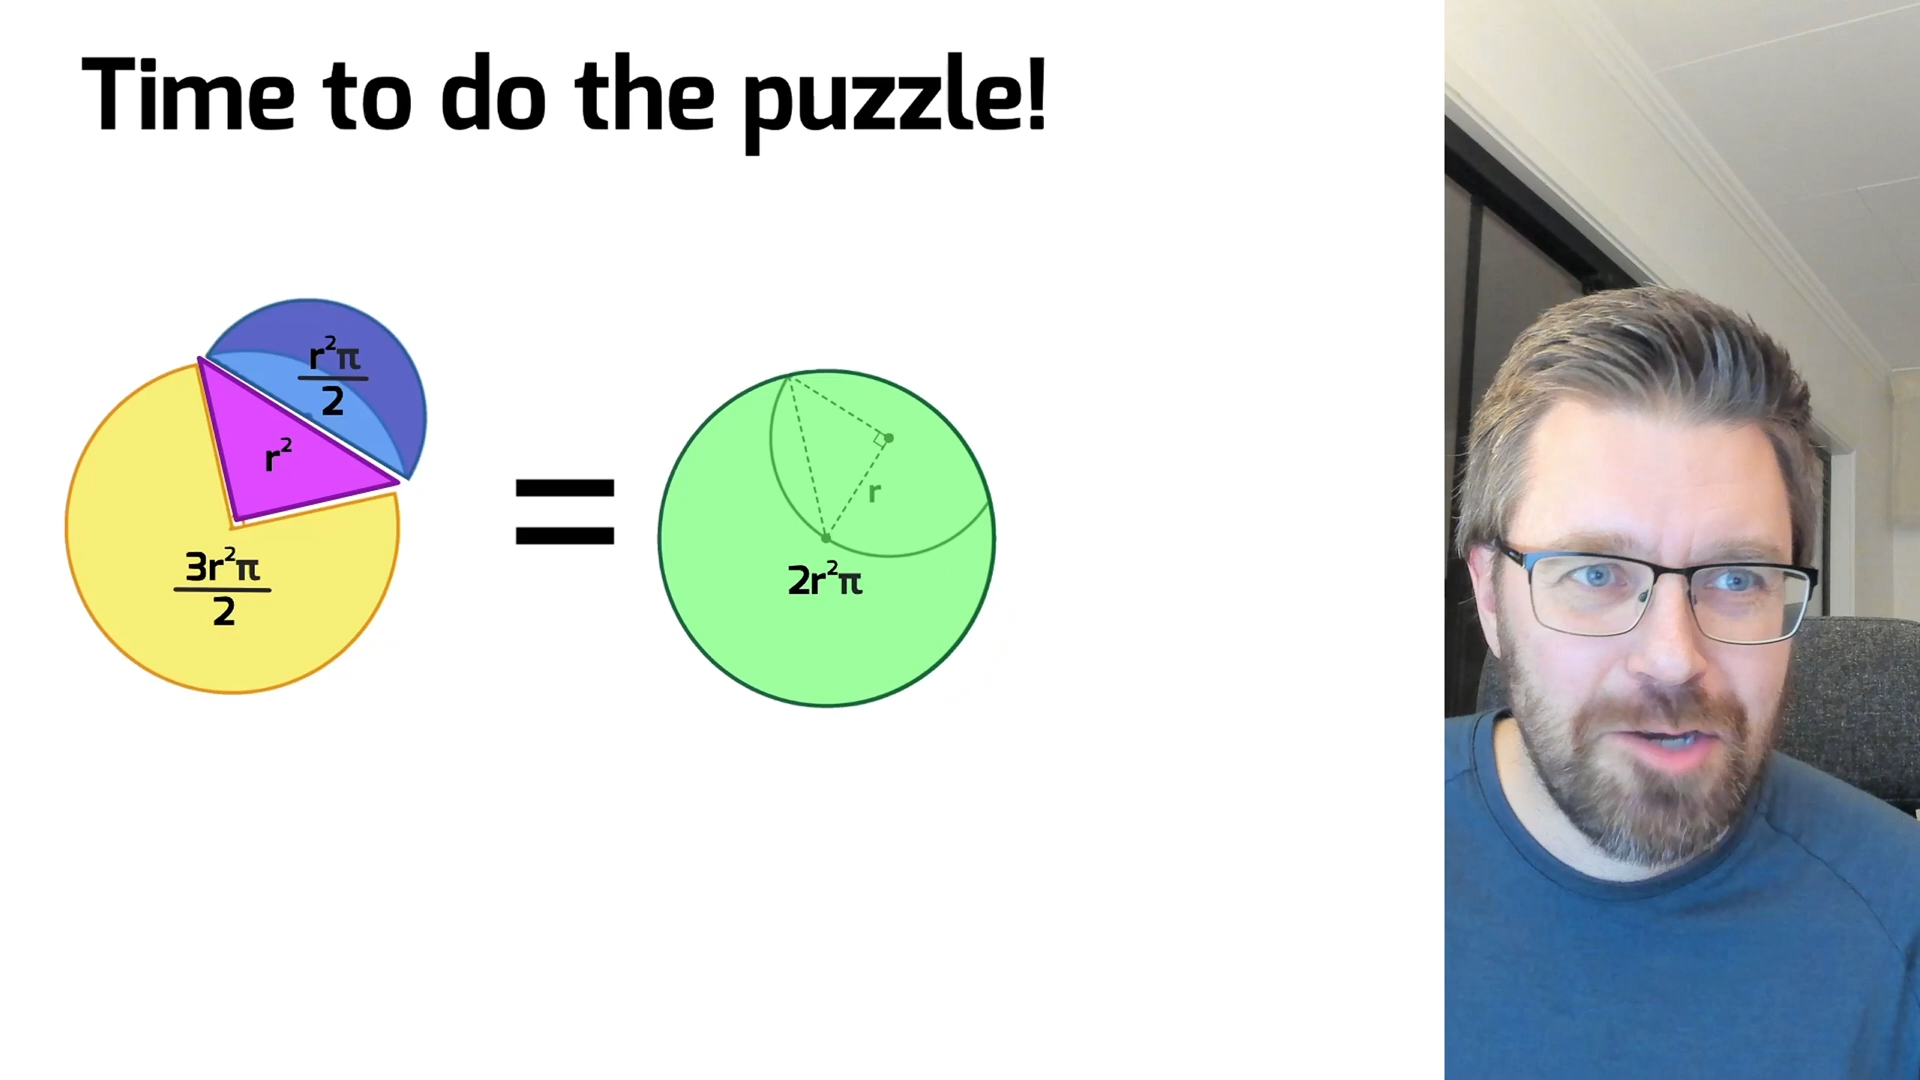 Time to do the puzzle!
r²π
2
r²
3r²π
2
=
r
2r²π